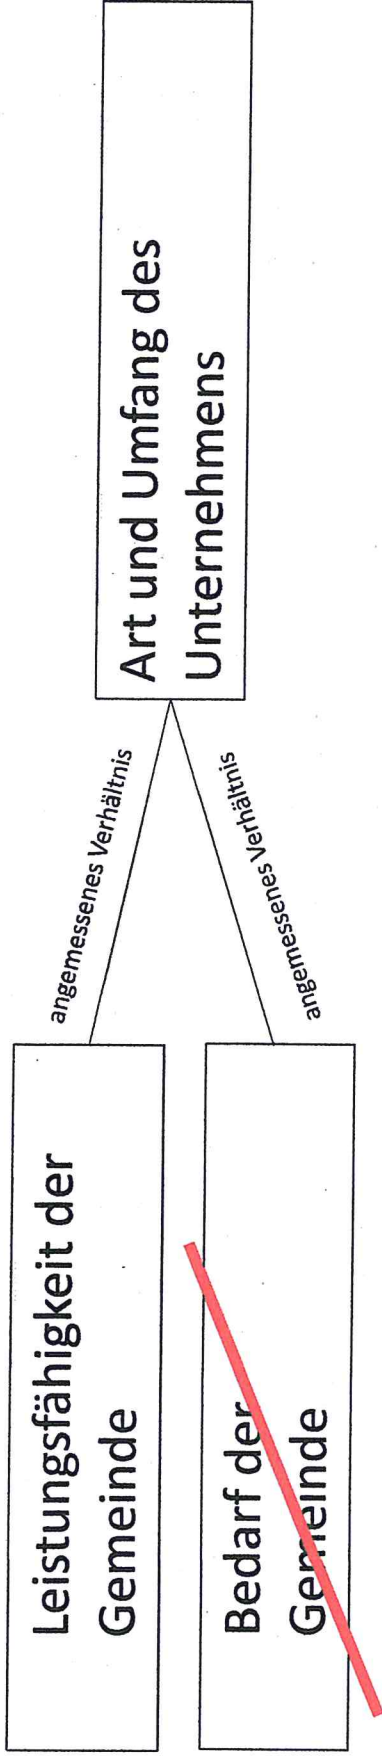 Leistungsfähigkeit der
Gemeinde
angemessenes Verhältnis
Art und Umfang des
Unternehmens
angemessenes Verhältnis
Bedarf der
Gemeinde